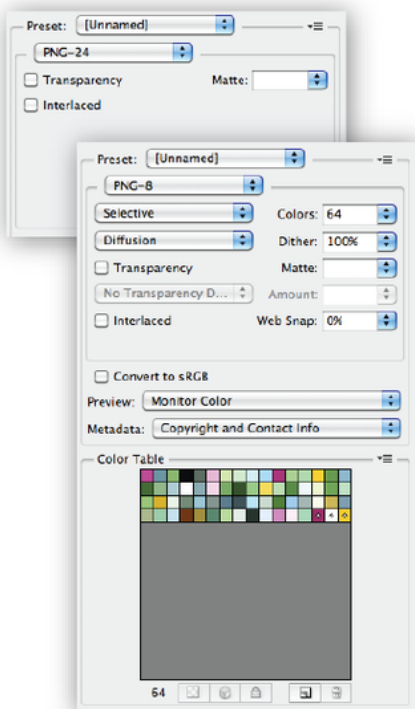 Preset: [Unnamed]
PNG-24
Transparency Matte:
Interlaced
Preset: [Unnamed]
PNG-8
Selective Colors: 64
Diffusion Dither: 100%
Transparency Matte:
No Transparency D... Amount:
Interlaced Web Snap: 0%
Convert to sRGB
Preview: Monitor Color
Metadata: Copyright and Contact Info
Color Table
64